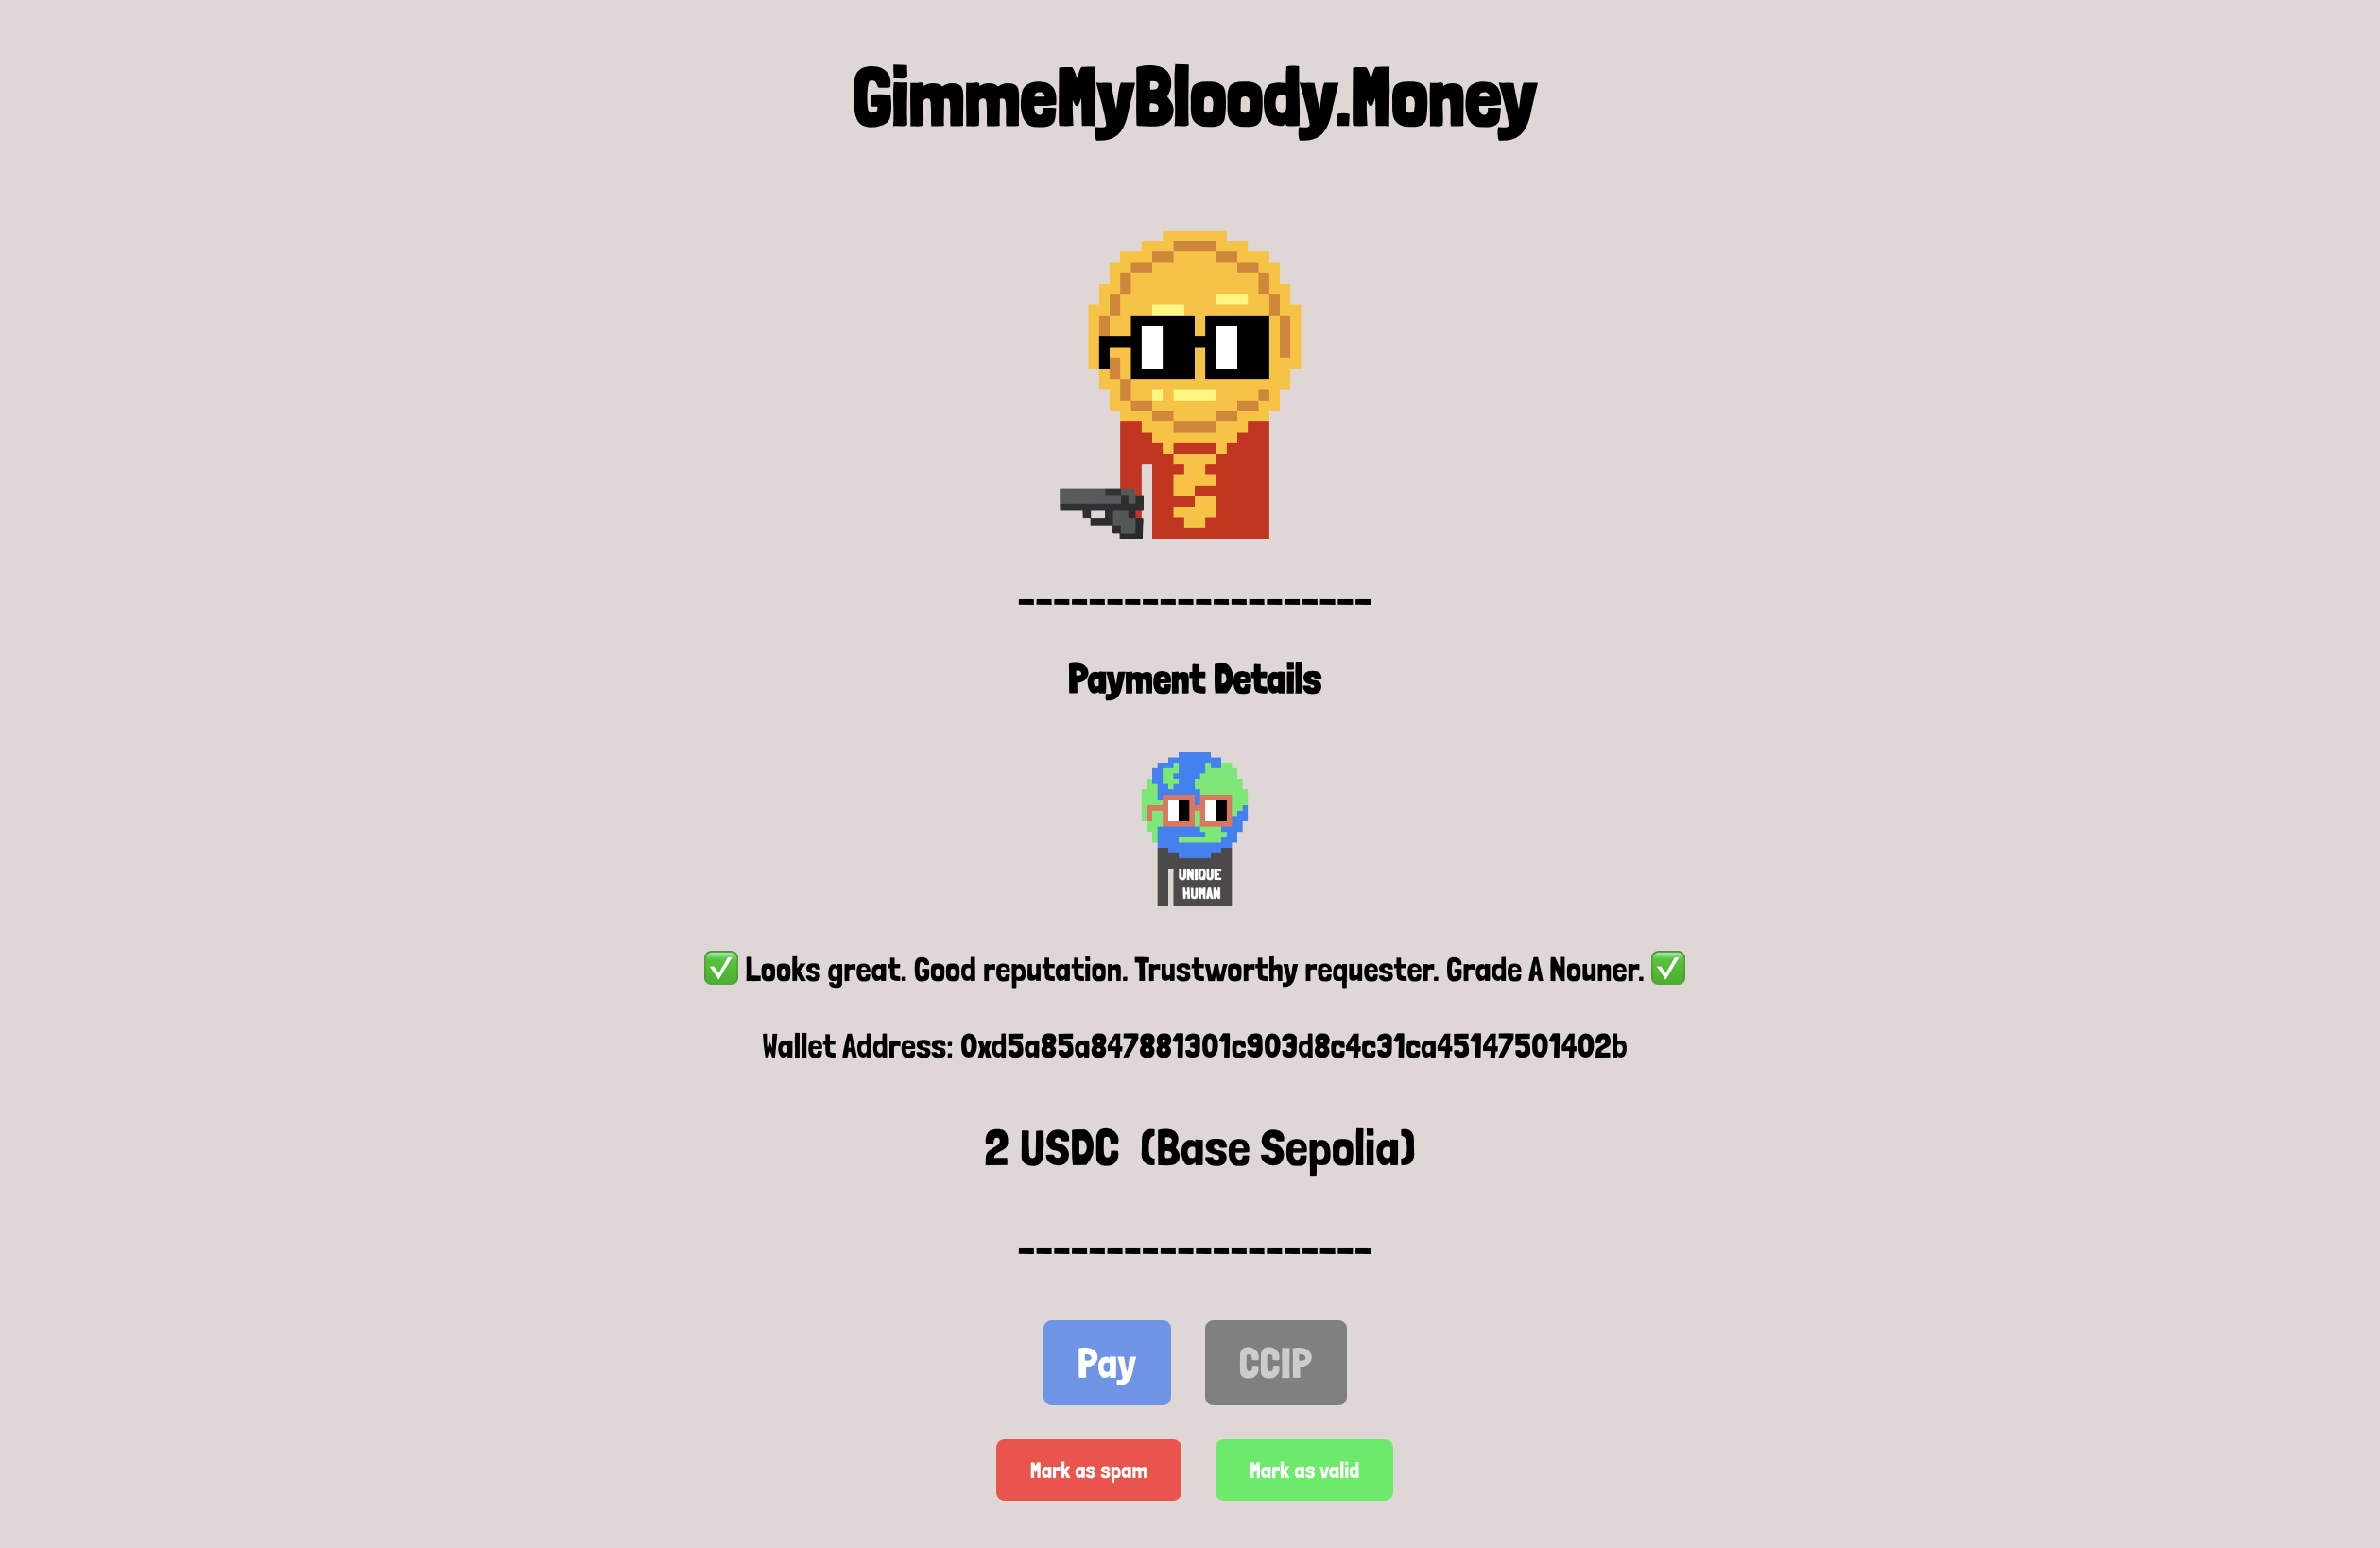 GimmeMyBloody.Money
--------------------
Payment Details
UNIQUE
HUMAN
✅ Looks great. Good reputation. Trustworthy requester. Grade A Nouner. ✅
Wallet Address: 0xd5a85a847881301c903d8c4c31ca45147501402b
2 USDC (Base Sepolia)
--------------------
Pay
CCIP
Mark as spam
Mark as valid